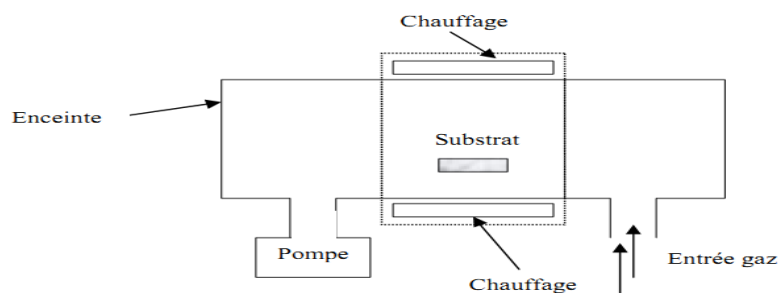 Chauffage
Enceinte
Substrat
Pompe
Entrée gaz
Chauffage